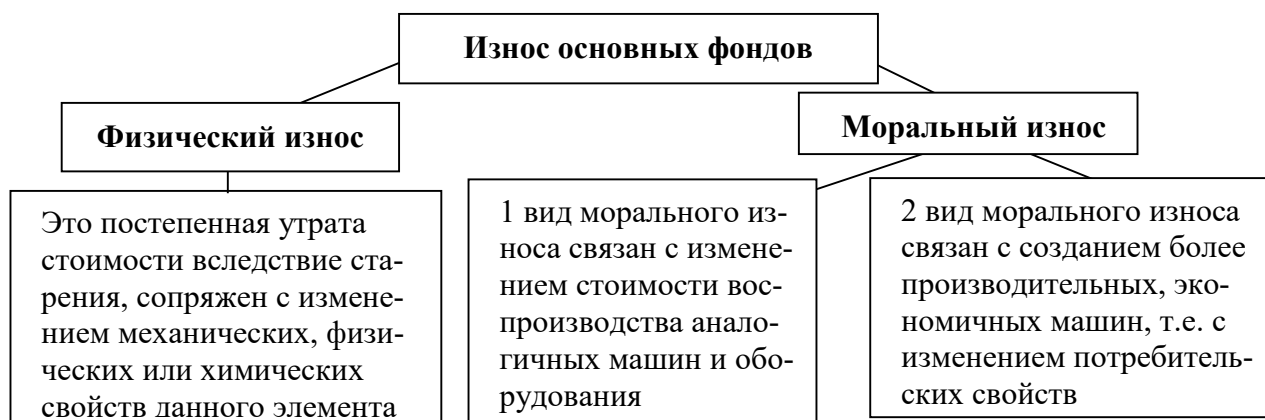 Износ основных фондов
Физический износ
Моральный износ
Это постепенная утрата
стоимости вследствие ста-
рения, сопряжен с измене-
нием механических, физи-
ческих или химических
свойств данного элемента
1 вид морального из-
носа связан с измене-
нием стоимости вос-
производства анало-
гичных машин и обо-
рудования
2 вид морального износа
связан с созданием более
производительных, эко-
номичных машин, т.е. с
изменением потребитель-
ских свойств